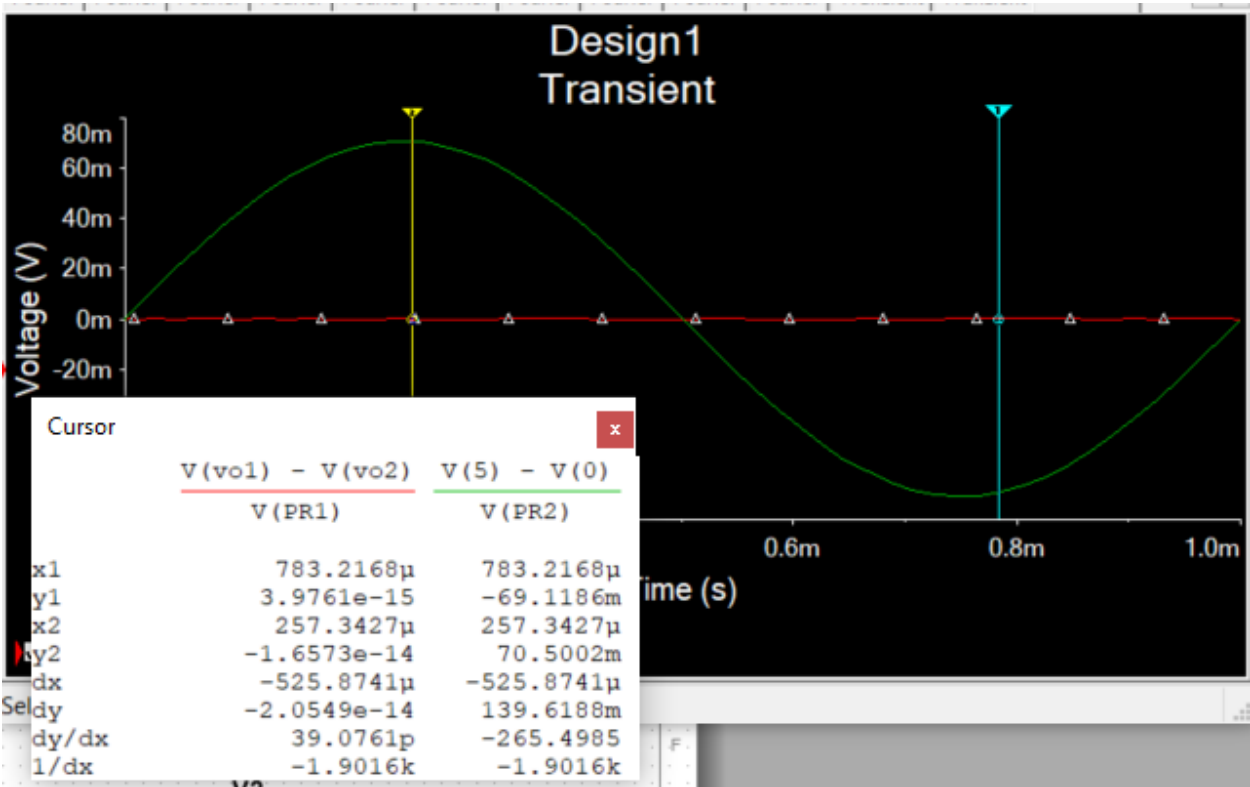 Design1
Transient
80m
60m
40m
20m
0m
-20m
Voltage (V)
Cursor x
V(vo1) - V(vo2) V(5) - V(0)
V(PR1) V(PR2)
x1 783.2168µ 783.2168µ
y1 3.9761e-15 -69.1186m
x2 257.3427µ 257.3427µ
y2 -1.6573e-14 70.5002m
dx -525.8741µ -525.8741µ
dy -2.0549e-14 139.6188m
dy/dx 39.0761p -265.4985
1/dx -1.9016k -1.9016k
0.6m 0.8m 1.0m
ime (s)
Sel
F